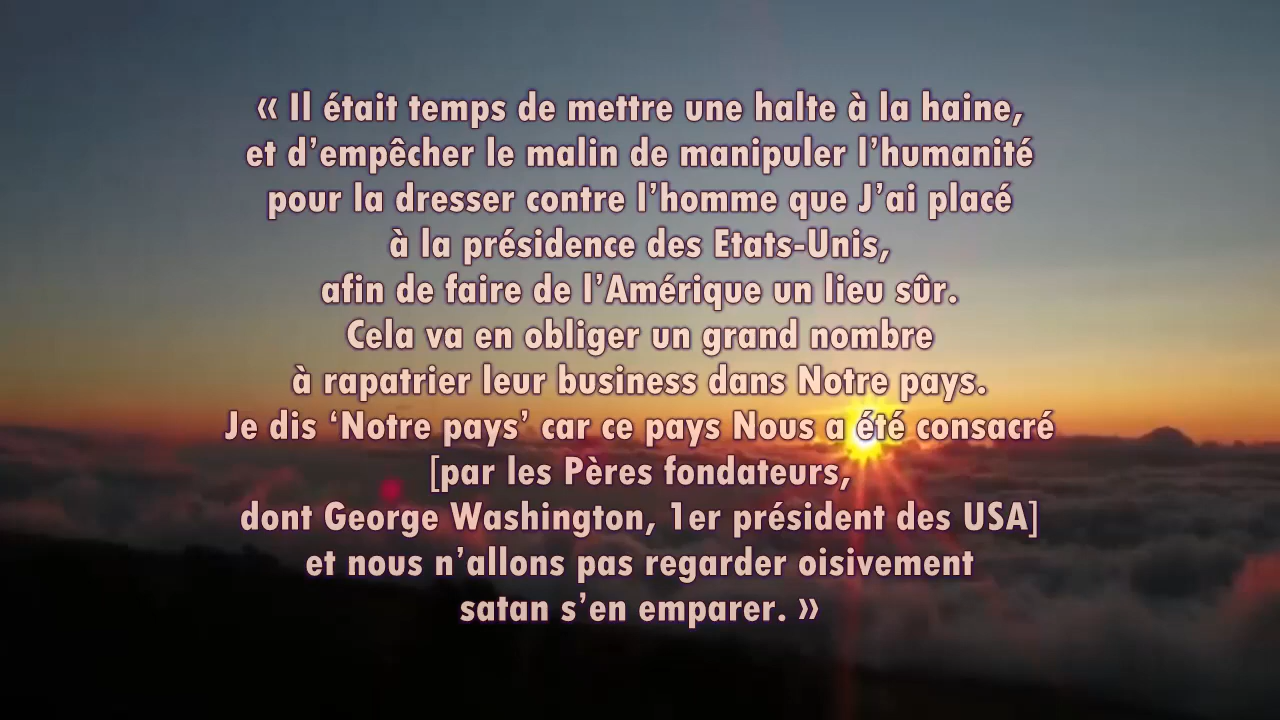 « Il était temps de mettre une halte à la haine,
et d’empêcher le malin de manipuler l’humanité
pour la dresser contre l’homme que J’ai placé
à la présidence des Etats-Unis,
afin de faire de l’Amérique un lieu sûr.
Cela va en obliger un grand nombre
à rapatrier leur business dans Notre pays.
Je dis ‘Notre pays’ car ce pays Nous a été consacré
[par les Pères fondateurs,
dont George Washington, 1er président des USA]
et nous n’allons pas regarder oisivement
satan s’en emparer. »